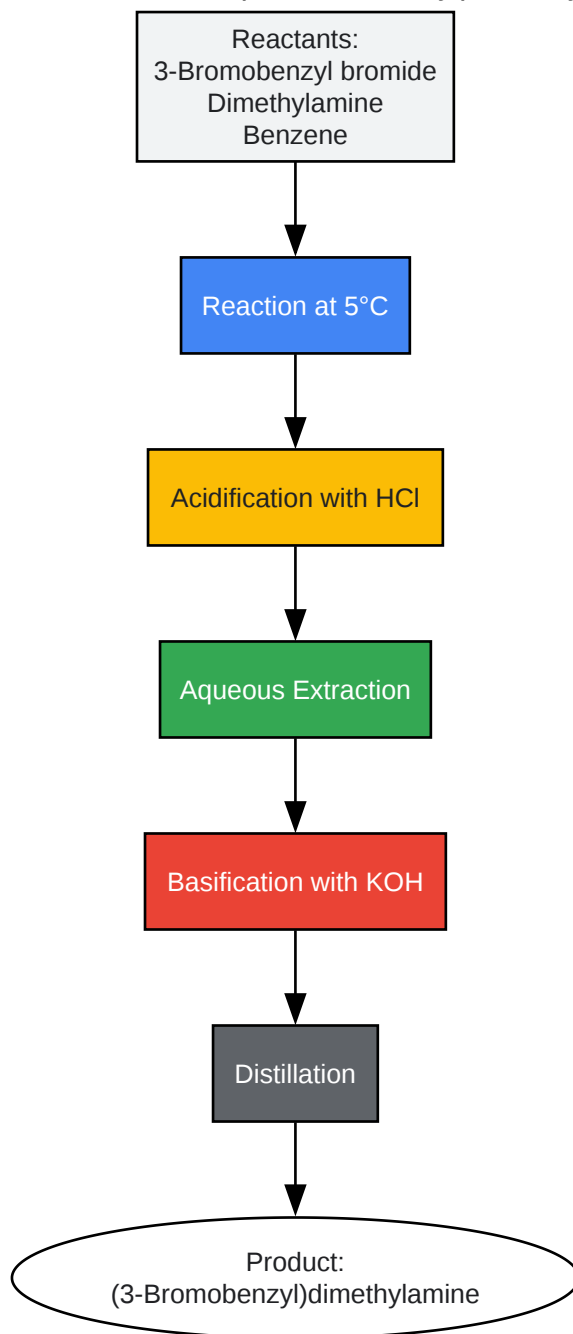 Reactants:
3-Bromobenzyl bromide
Dimethylamine
Benzene
Reaction at 5°C
Acidification with HCl
Aqueous Extraction
Basification with KOH
Distillation
Product:
(3-Bromobenzyl)dimethylamine